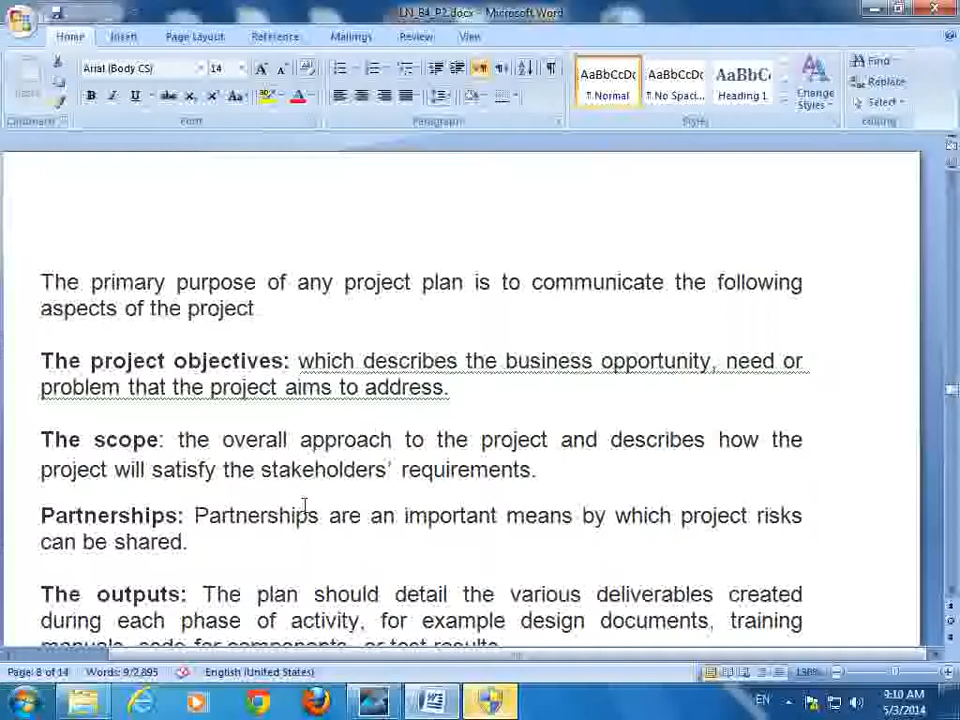 LN_B4_P2.docx - Microsoft Word
Home Insert Page Layout Reference Mailings Review View
Arial (Body CS) 14
Find
Replace
Select
AaBbCcDc AaBbCcDc AaBbC
¶ Normal ¶ No Spaci... Heading 1
Change
Styles
B I U abc x, x' Aa
Font Paragraph Styles Editing
The primary purpose of any project plan is to communicate the following
aspects of the project
The project objectives: which describes the business opportunity, need or
problem that the project aims to address.
The scope: the overall approach to the project and describes how the
project will satisfy the stakeholders' requirements.
Partnerships: Partnerships are an important means by which project risks
can be shared.
The outputs: The plan should detail the various deliverables created
during each phase of activity, for example design documents, training
manuals, code for components, or test results
Page: 8 of 14 Words: 9/2,895 English (United States) 130%
EN 9:10 AM
5/3/2014